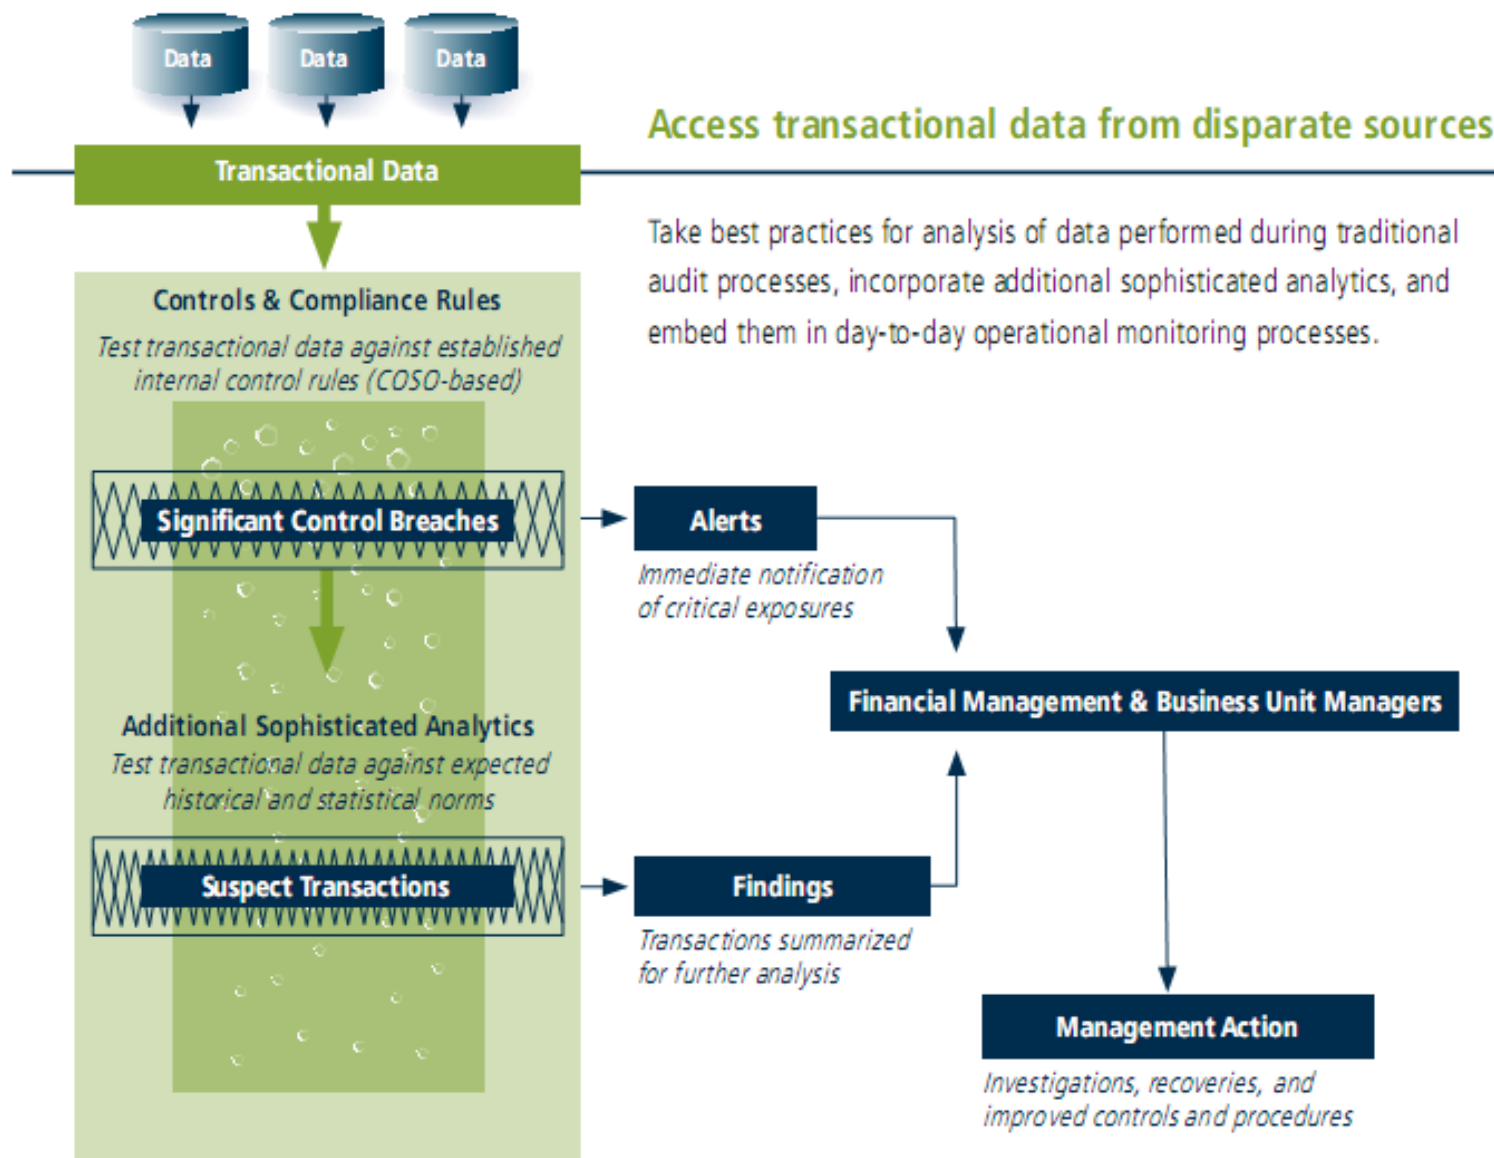 Data
Data
Data
Access transactional data from disparate sources
Transactional Data
Take best practices for analysis of data performed during traditional
audit processes, incorporate additional sophisticated analytics, and
embed them in day-to-day operational monitoring processes.
Controls & Compliance Rules
Test transactional data against established
internal control rules (COSO-based)
Significant Control Breaches
Alerts
Immediate notification
of critical exposures
Financial Management & Business Unit Managers
Additional Sophisticated Analytics
Test transactional data against expected
historical and statistical norms
Suspect Transactions
Findings
Transactions summarized
for further analysis
Management Action
Investigations, recoveries, and
improved controls and procedures